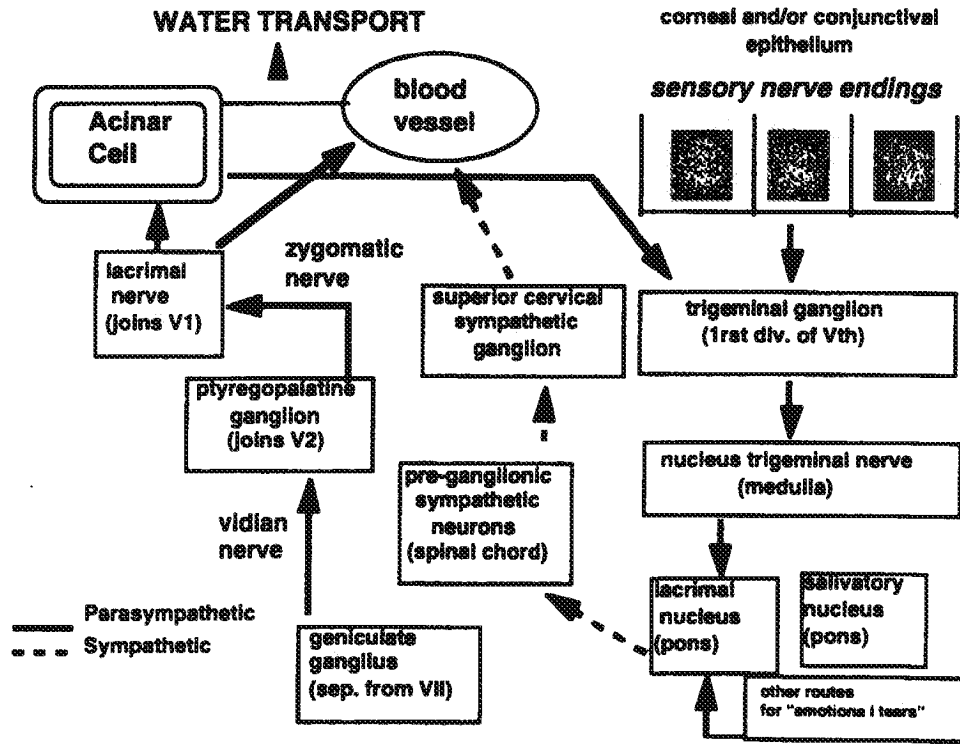 WATER TRANSPORT
corneal and/or conjunctival
epithelium
sensory nerve endings
Acinar
Cell
blood
vessel
lacrimal
nerve
(joins V1)
zygomatic
nerve
superior cervical
sympathetic
ganglion
trigeminal ganglion
(1rst div. of Vth)
ptyregopalatine
ganglion
(joins V2)
nucleus trigeminal nerve
(medulla)
pre-ganglionic
sympathetic
neurons
(spinal chord)
vidian
nerve
lacrimal
nucleus
(pons)
salivatory
nucleus
(pons)
Parasympathetic
Sympathetic
geniculate
ganglius
(sep. from VII)
other routes
for "emotiona l tears"